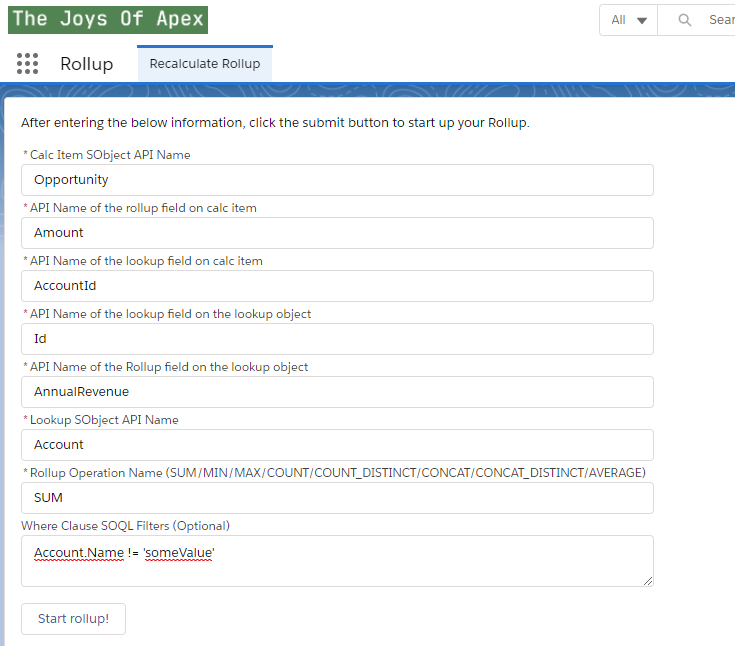 The Joys Of Apex
All
Sear
Rollup
Recalculate Rollup
After entering the below information, click the submit button to start up your Rollup.
* Calc Item SObject API Name
Opportunity
* API Name of the rollup field on calc item
Amount
* API Name of the lookup field on calc item
AccountId
* API Name of the lookup field on the lookup object
Id
* API Name of the Rollup field on the lookup object
AnnualRevenue
* Lookup SObject API Name
Account
* Rollup Operation Name (SUM/MIN/MAX/COUNT/COUNT_DISTINCT/CONCAT/CONCAT_DISTINCT/AVERAGE)
SUM
Where Clause SOQL Filters (Optional)
Account.Name != 'someValue'
Start rollup!